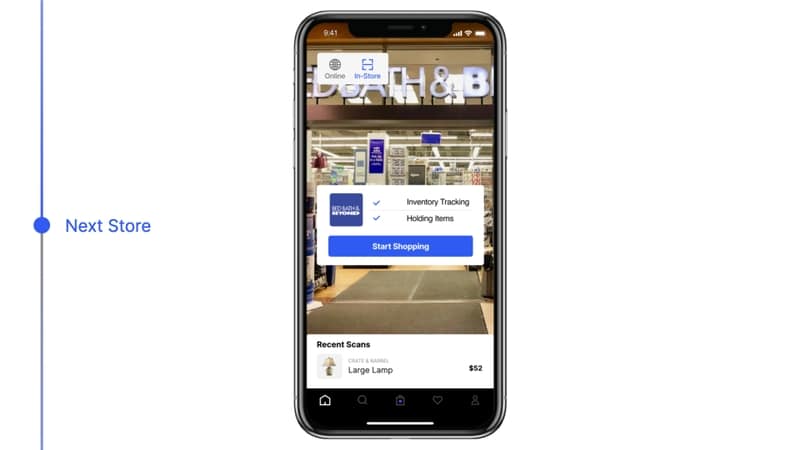 Next Store
9:41
Online
In-Store
ED BATH & BE
BED BATH &
BEYOND
Inventory Tracking
Holding Items
Start Shopping
Recent Scans
CRATE & BARREL
Large Lamp
$52